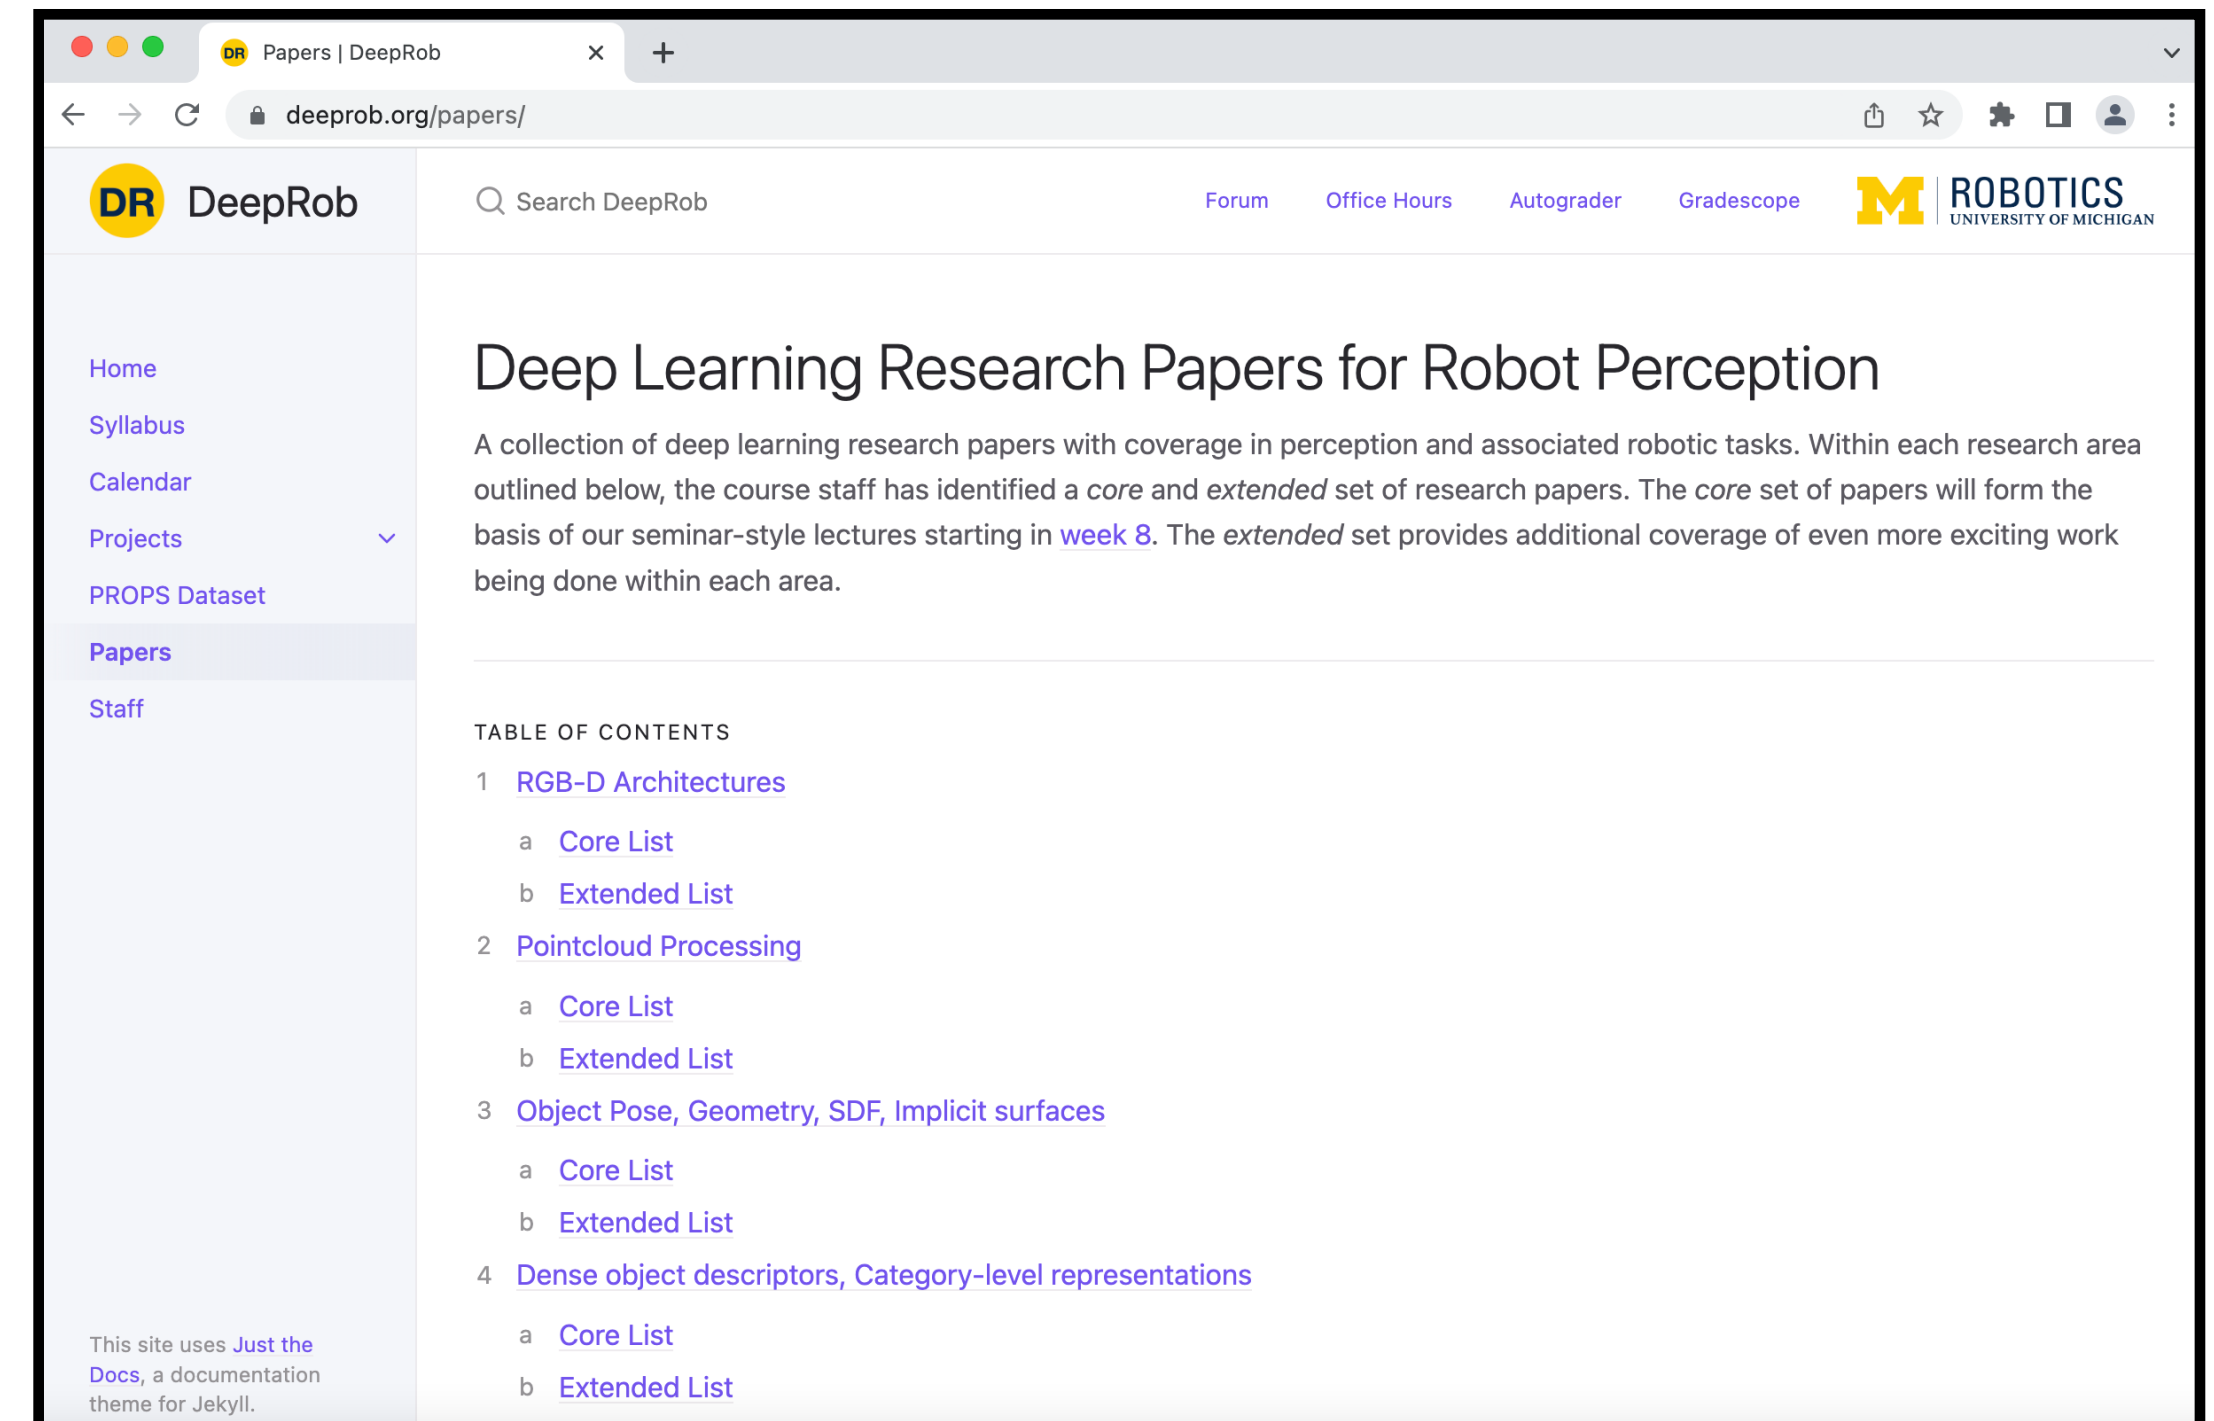 DR Papers | DeepRob
deeprob.org/papers/
DR DeepRob
Search DeepRob
Forum Office Hours Autograder Gradescope
M ROBOTICS
UNIVERSITY OF MICHIGAN
Home
Syllabus
Calendar
Projects
PROPS Dataset
Papers
Staff
This site uses Just the
Docs, a documentation
theme for Jekyll.
Deep Learning Research Papers for Robot Perception
A collection of deep learning research papers with coverage in perception and associated robotic tasks. Within each research area
outlined below, the course staff has identified a core and extended set of research papers. The core set of papers will form the
basis of our seminar-style lectures starting in week 8. The extended set provides additional coverage of even more exciting work
being done within each area.
TABLE OF CONTENTS
1 RGB-D Architectures
a Core List
b Extended List
2 Pointcloud Processing
a Core List
b Extended List
3 Object Pose, Geometry, SDF, Implicit surfaces
a Core List
b Extended List
4 Dense object descriptors, Category-level representations
a Core List
b Extended List